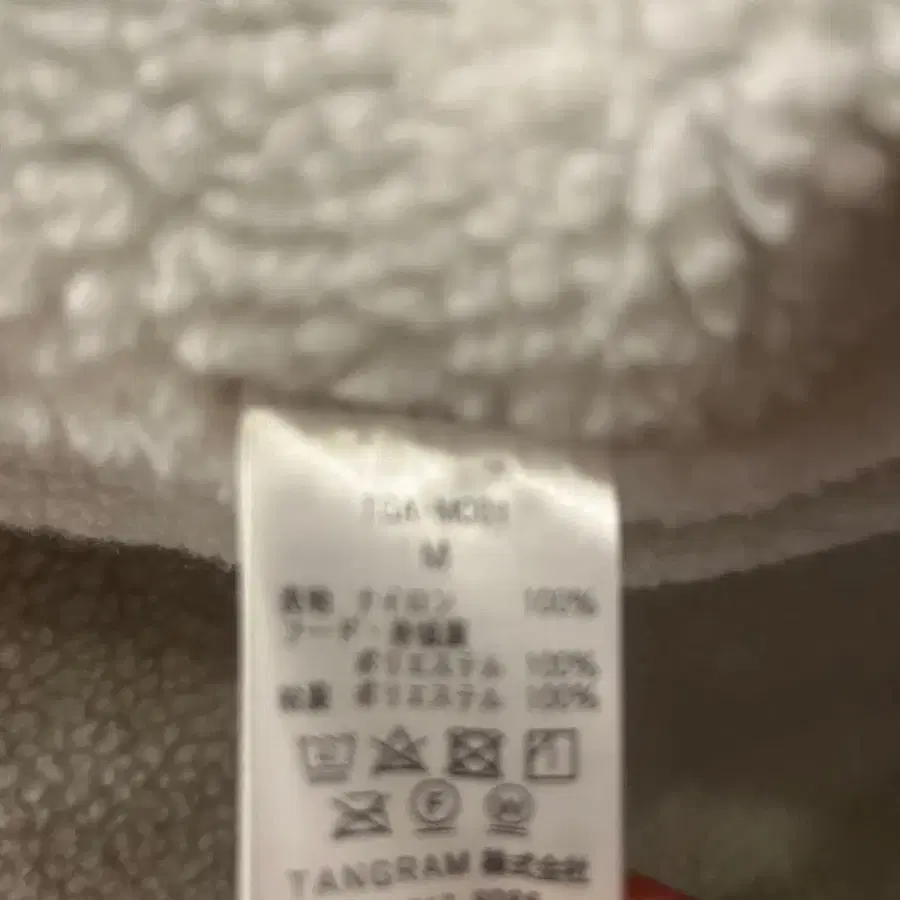 M
表地 ナイロン 100%
フード・身頃裏
ポリエステル 100%
袖裏 ポリエステル 100%
F
W
TANGRAM 株式会社